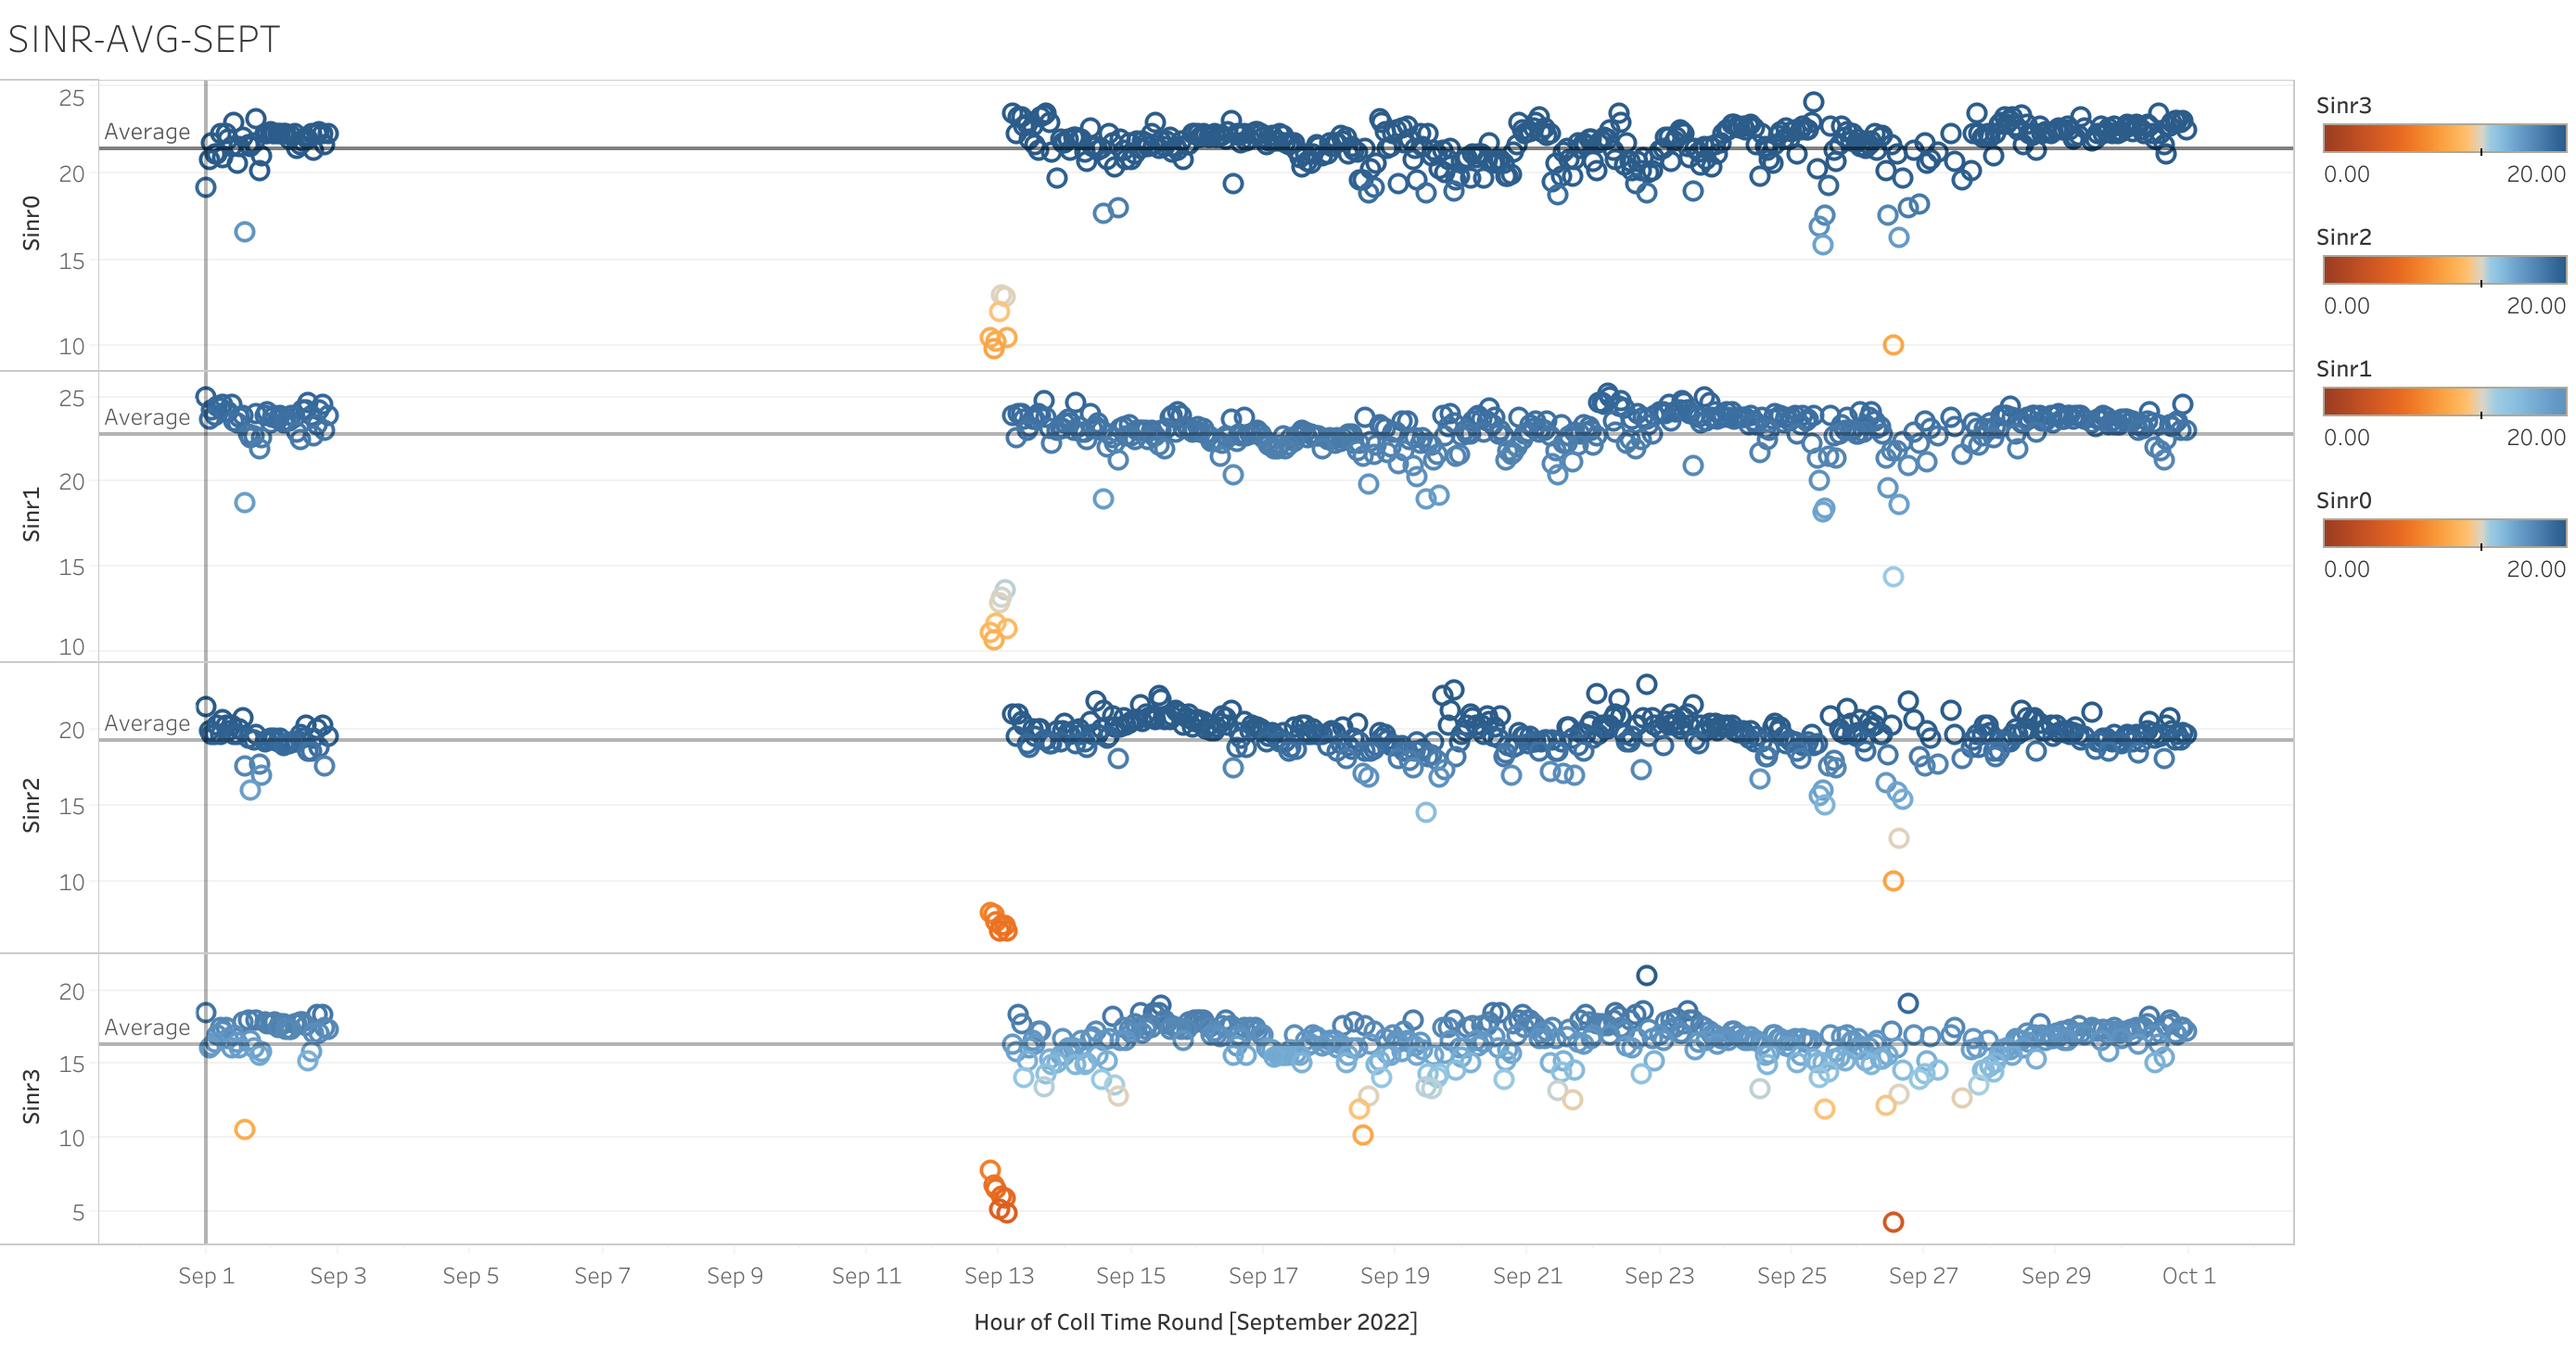 SINR-AVG-SEPT
Sinr0
25
20
15
10
Average
Sinr1
25
20
15
10
Average
Sinr2
20
15
10
Average
Sinr3
20
15
10
5
Average
Sep 1 Sep 3 Sep 5 Sep 7 Sep 9 Sep 11 Sep 13 Sep 15 Sep 17 Sep 19 Sep 21 Sep 23 Sep 25 Sep 27 Sep 29 Oct 1
Hour of Coll Time Round [September 2022]
Sinr3
0.00 20.00
Sinr2
0.00 20.00
Sinr1
0.00 20.00
Sinr0
0.00 20.00